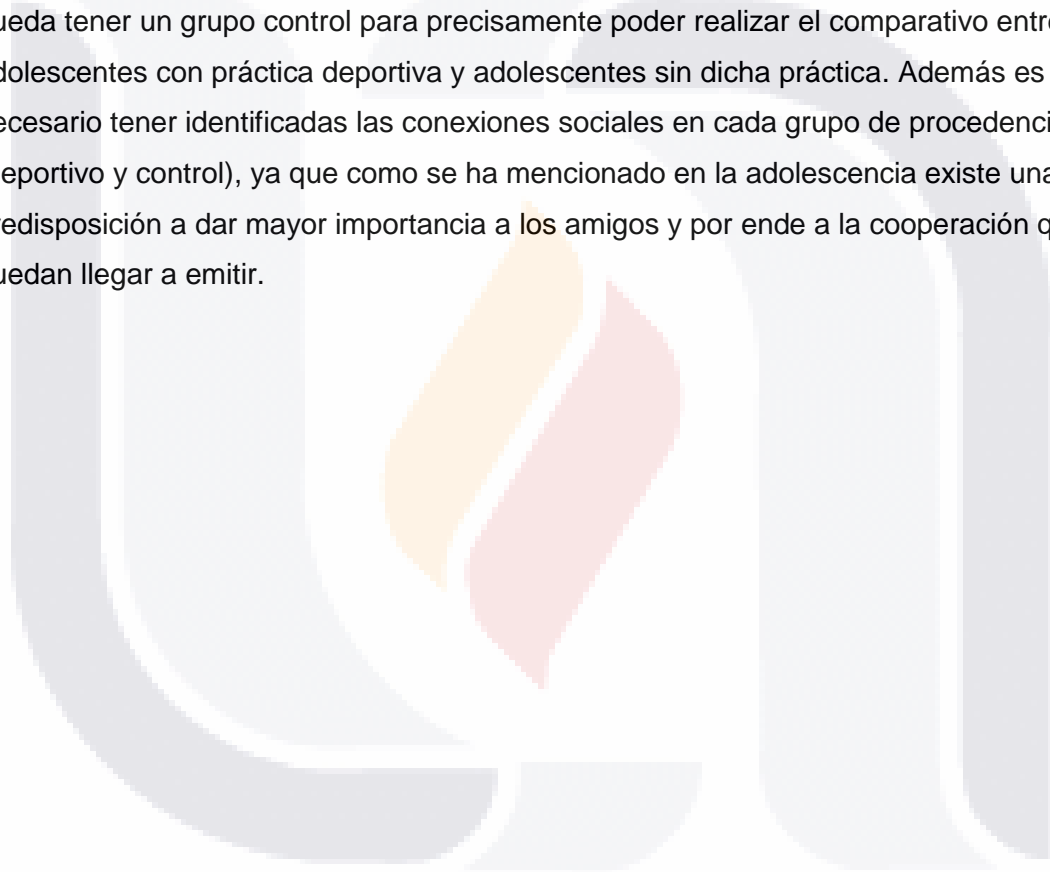 ueda tener un grupo control para precisamente poder realizar el comparativo entre
dolescentes con práctica deportiva y adolescentes sin dicha práctica. Además es
ecesario tener identificadas las conexiones sociales en cada grupo de procedenci
eportivo y control), ya que como se ha mencionado en la adolescencia existe una
redisposición a dar mayor importancia a los amigos y por ende a la cooperación q
uedan llegar a emitir.